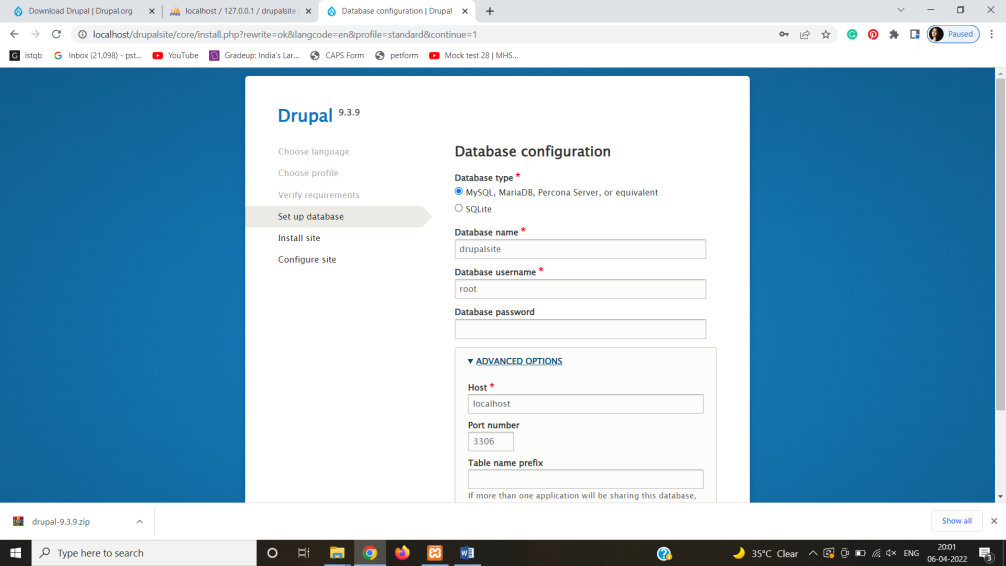 Download Drupal | Drupal.org
localhost / 127.0.0.1 / drupalsite |
Database configuration | Drupal
localhost/drupalsite/core/install.php?rewrite=ok&langcode=en&profile=standard&continue=1
Paused
istqb
Inbox (21,098) - pst...
YouTube
Gradeup: India's Lar...
CAPS Form
petform
Mock test 28 | MHS...
Drupal 9.3.9
Choose language
Choose profile
Verify requirements
Set up database
Install site
Configure site
Database configuration
Database type *
MySQL, MariaDB, Percona Server, or equivalent
SQLite
Database name *
drupalsite
Database username *
root
Database password
▼ ADVANCED OPTIONS
Host *
localhost
Port number
3306
Table name prefix
If more than one application will be sharing this database,
drupal-9.3.9.zip
Show all
Type here to search
35°C Clear
ENG
20:01
06-04-2022
3